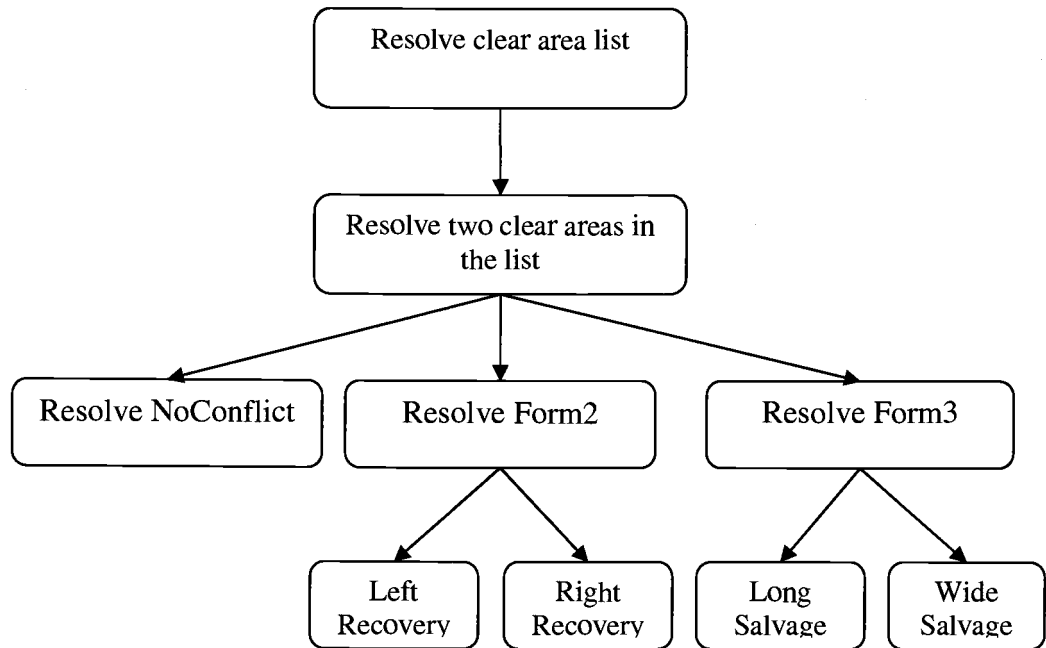 Resolve clear area list
Resolve two clear areas in
the list
Resolve NoConflict
Resolve Form2
Resolve Form3
Left
Recovery
Right
Recovery
Long
Salvage
Wide
Salvage